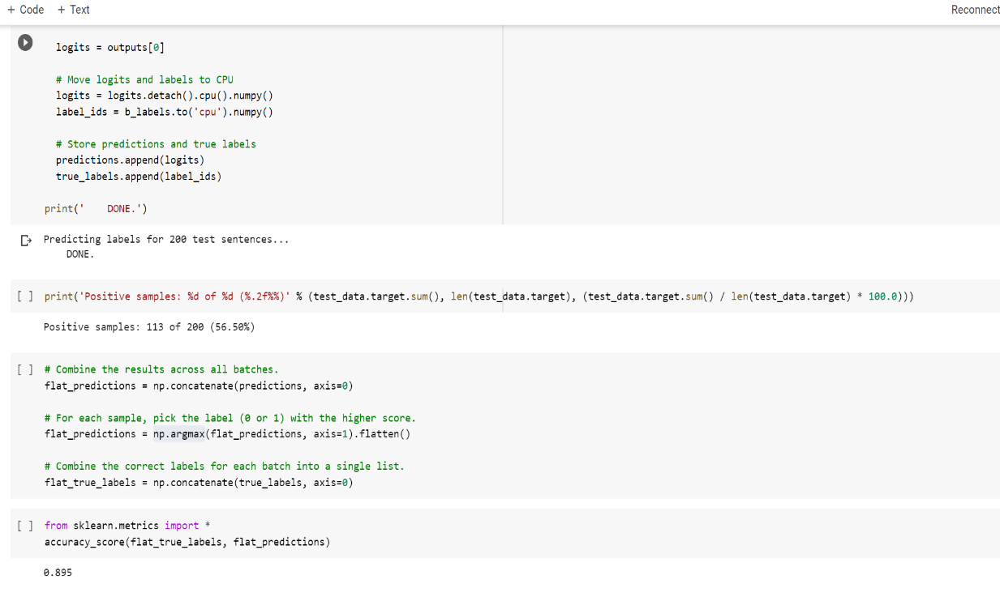 + Code + Text Reconnect
logits = outputs[0]
# Move logits and labels to CPU
logits = logits.detach().cpu().numpy()
label_ids = b_labels.to('cpu').numpy()
# Store predictions and true labels
predictions.append(logits)
true_labels.append(label_ids)
print('    DONE.')
Predicting labels for 200 test sentences...
DONE.
[ ] print('Positive samples: %d of %d (%.2f%%)' % (test_data.target.sum(), len(test_data.target), (test_data.target.sum() / len(test_data.target) * 100.0)))
Positive samples: 113 of 200 (56.50%)
[ ] # Combine the results across all batches.
flat_predictions = np.concatenate(predictions, axis=0)
# For each sample, pick the label (0 or 1) with the higher score.
flat_predictions = np.argmax(flat_predictions, axis=1).flatten()
# Combine the correct labels for each batch into a single list.
flat_true_labels = np.concatenate(true_labels, axis=0)
[ ] from sklearn.metrics import *
accuracy_score(flat_true_labels, flat_predictions)
0.895